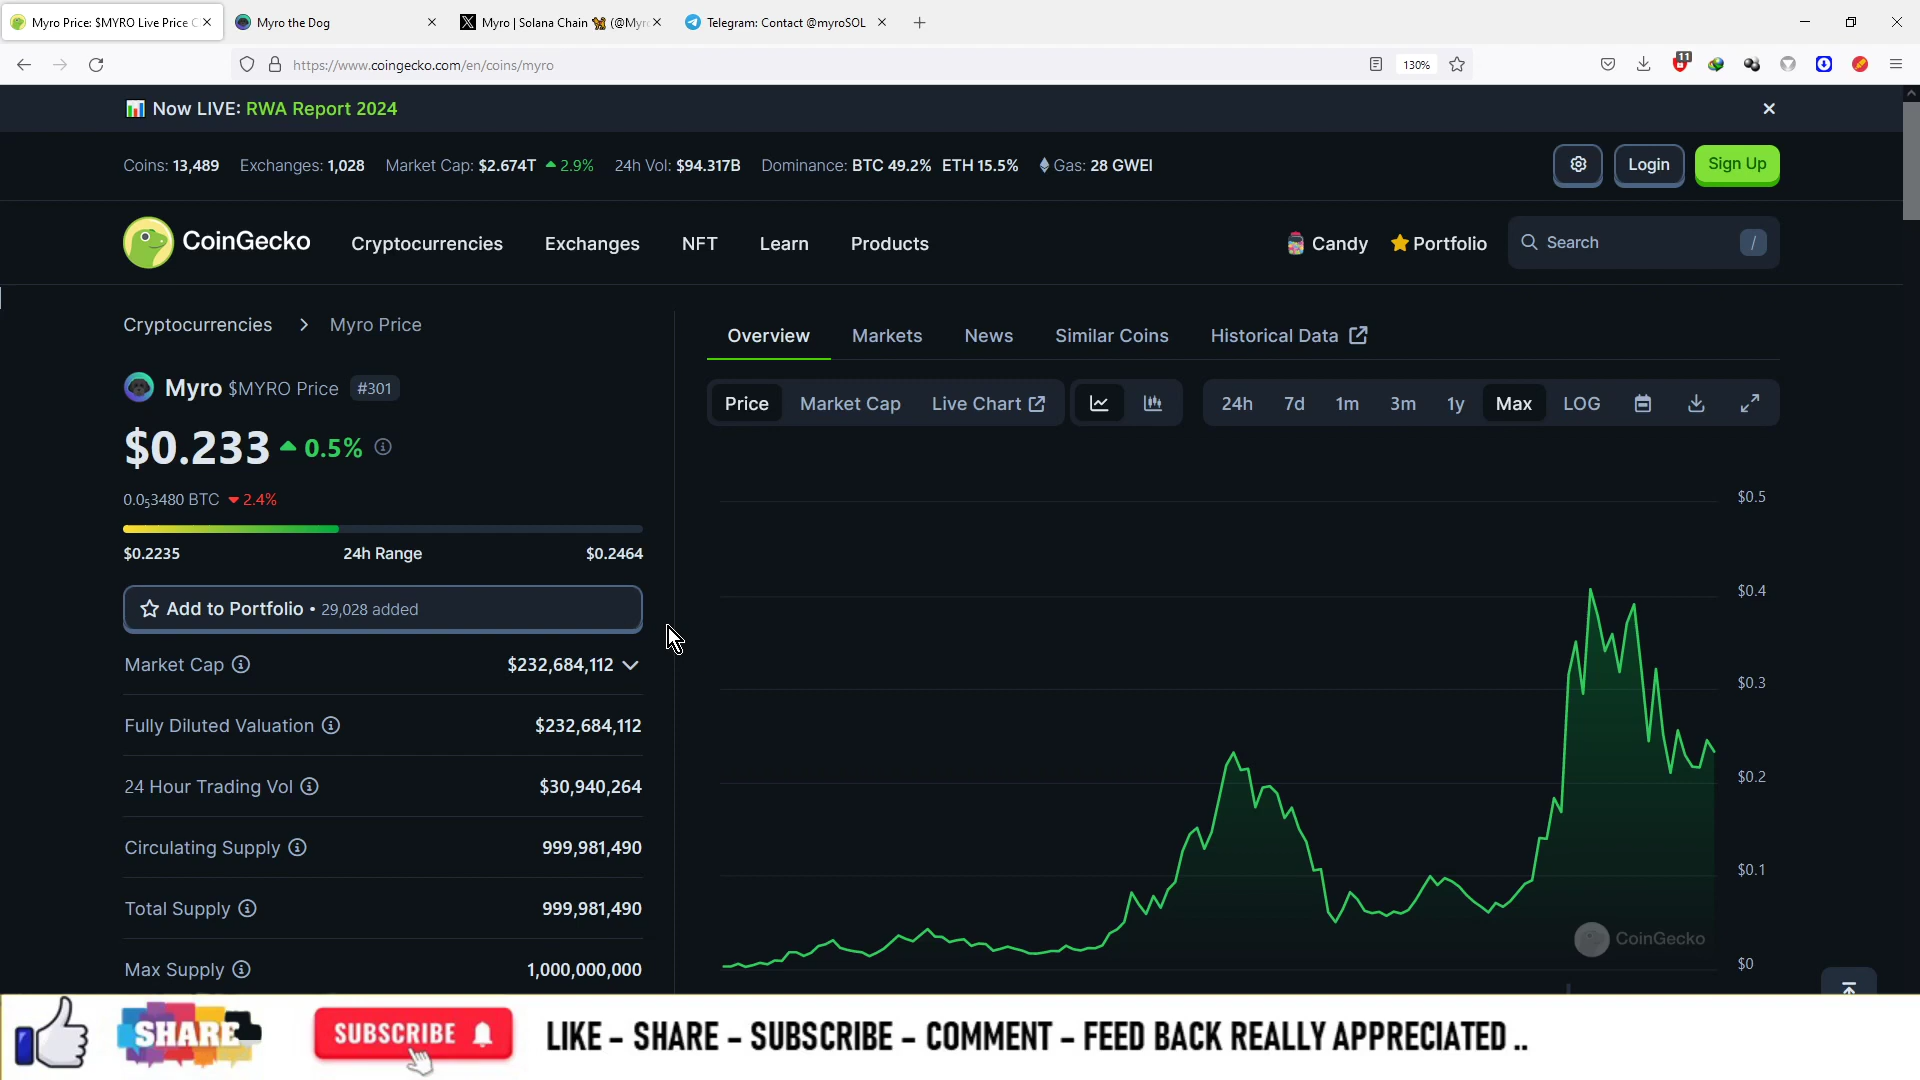 Myro Price: $MYRO Live Price C
Myro the Dog
Myro | Solana Chain 🐕 (@Myro
Telegram: Contact @myroSOL
https://www.coingecko.com/en/coins/myro
130%
11
Now LIVE: RWA Report 2024
Coins: 13,489 Exchanges: 1,028 Market Cap: $2.674T 2.9% 24h Vol: $94.317B Dominance: BTC 49.2% ETH 15.5% Gas: 28 GWEI
Login
Sign Up
CoinGecko
Cryptocurrencies Exchanges NFT Learn Products
Candy Portfolio
Search /
Cryptocurrencies > Myro Price
Myro $MYRO Price #301
$0.233 0.5%
0.0₅3480 BTC 2.4%
$0.2235 24h Range $0.2464
Add to Portfolio • 29,028 added
Market Cap $232,684,112
Fully Diluted Valuation $232,684,112
24 Hour Trading Vol $30,940,264
Circulating Supply 999,981,490
Total Supply 999,981,490
Max Supply 1,000,000,000
Overview Markets News Similar Coins Historical Data
Price Market Cap Live Chart
24h 7d 1m 3m 1y Max LOG
$0.5
$0.4
$0.3
$0.2
$0.1
$0
CoinGecko
SHARE
SUBSCRIBE
LIKE - SHARE - SUBSCRIBE - COMMENT - FEED BACK REALLY APPRECIATED ..